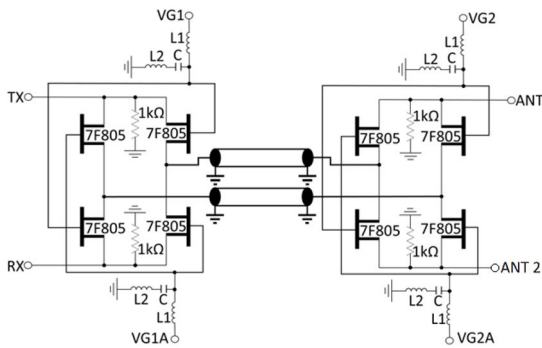 VG1
VG2
L1
L1
L2 C
L2 C
TX
ANT
1kΩ
1kΩ
7F805 7F805
7F805 7F805
7F805 7F805
7F805 7F805
1kΩ
1kΩ
RX
ANT 2
L2 C
L2 C
L1
L1
VG1A
VG2A